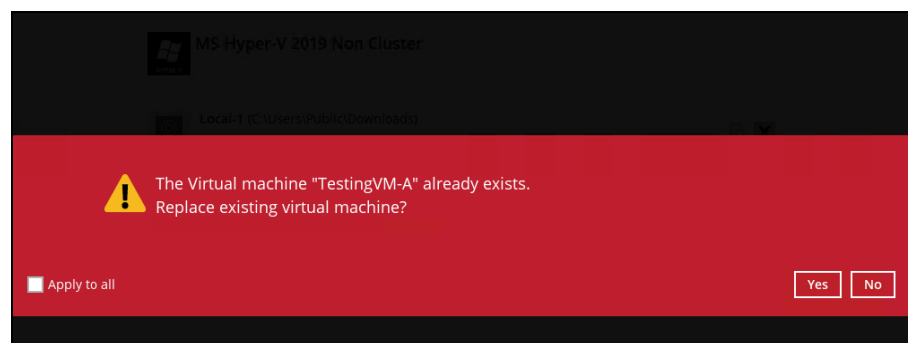 MS Hyper-V 2019 Non Cluster
Local-1 (C:\Users\Public\Downloads)
The Virtual machine "TestingVM-A" already exists.
Replace existing virtual machine?
Apply to all
Yes
No